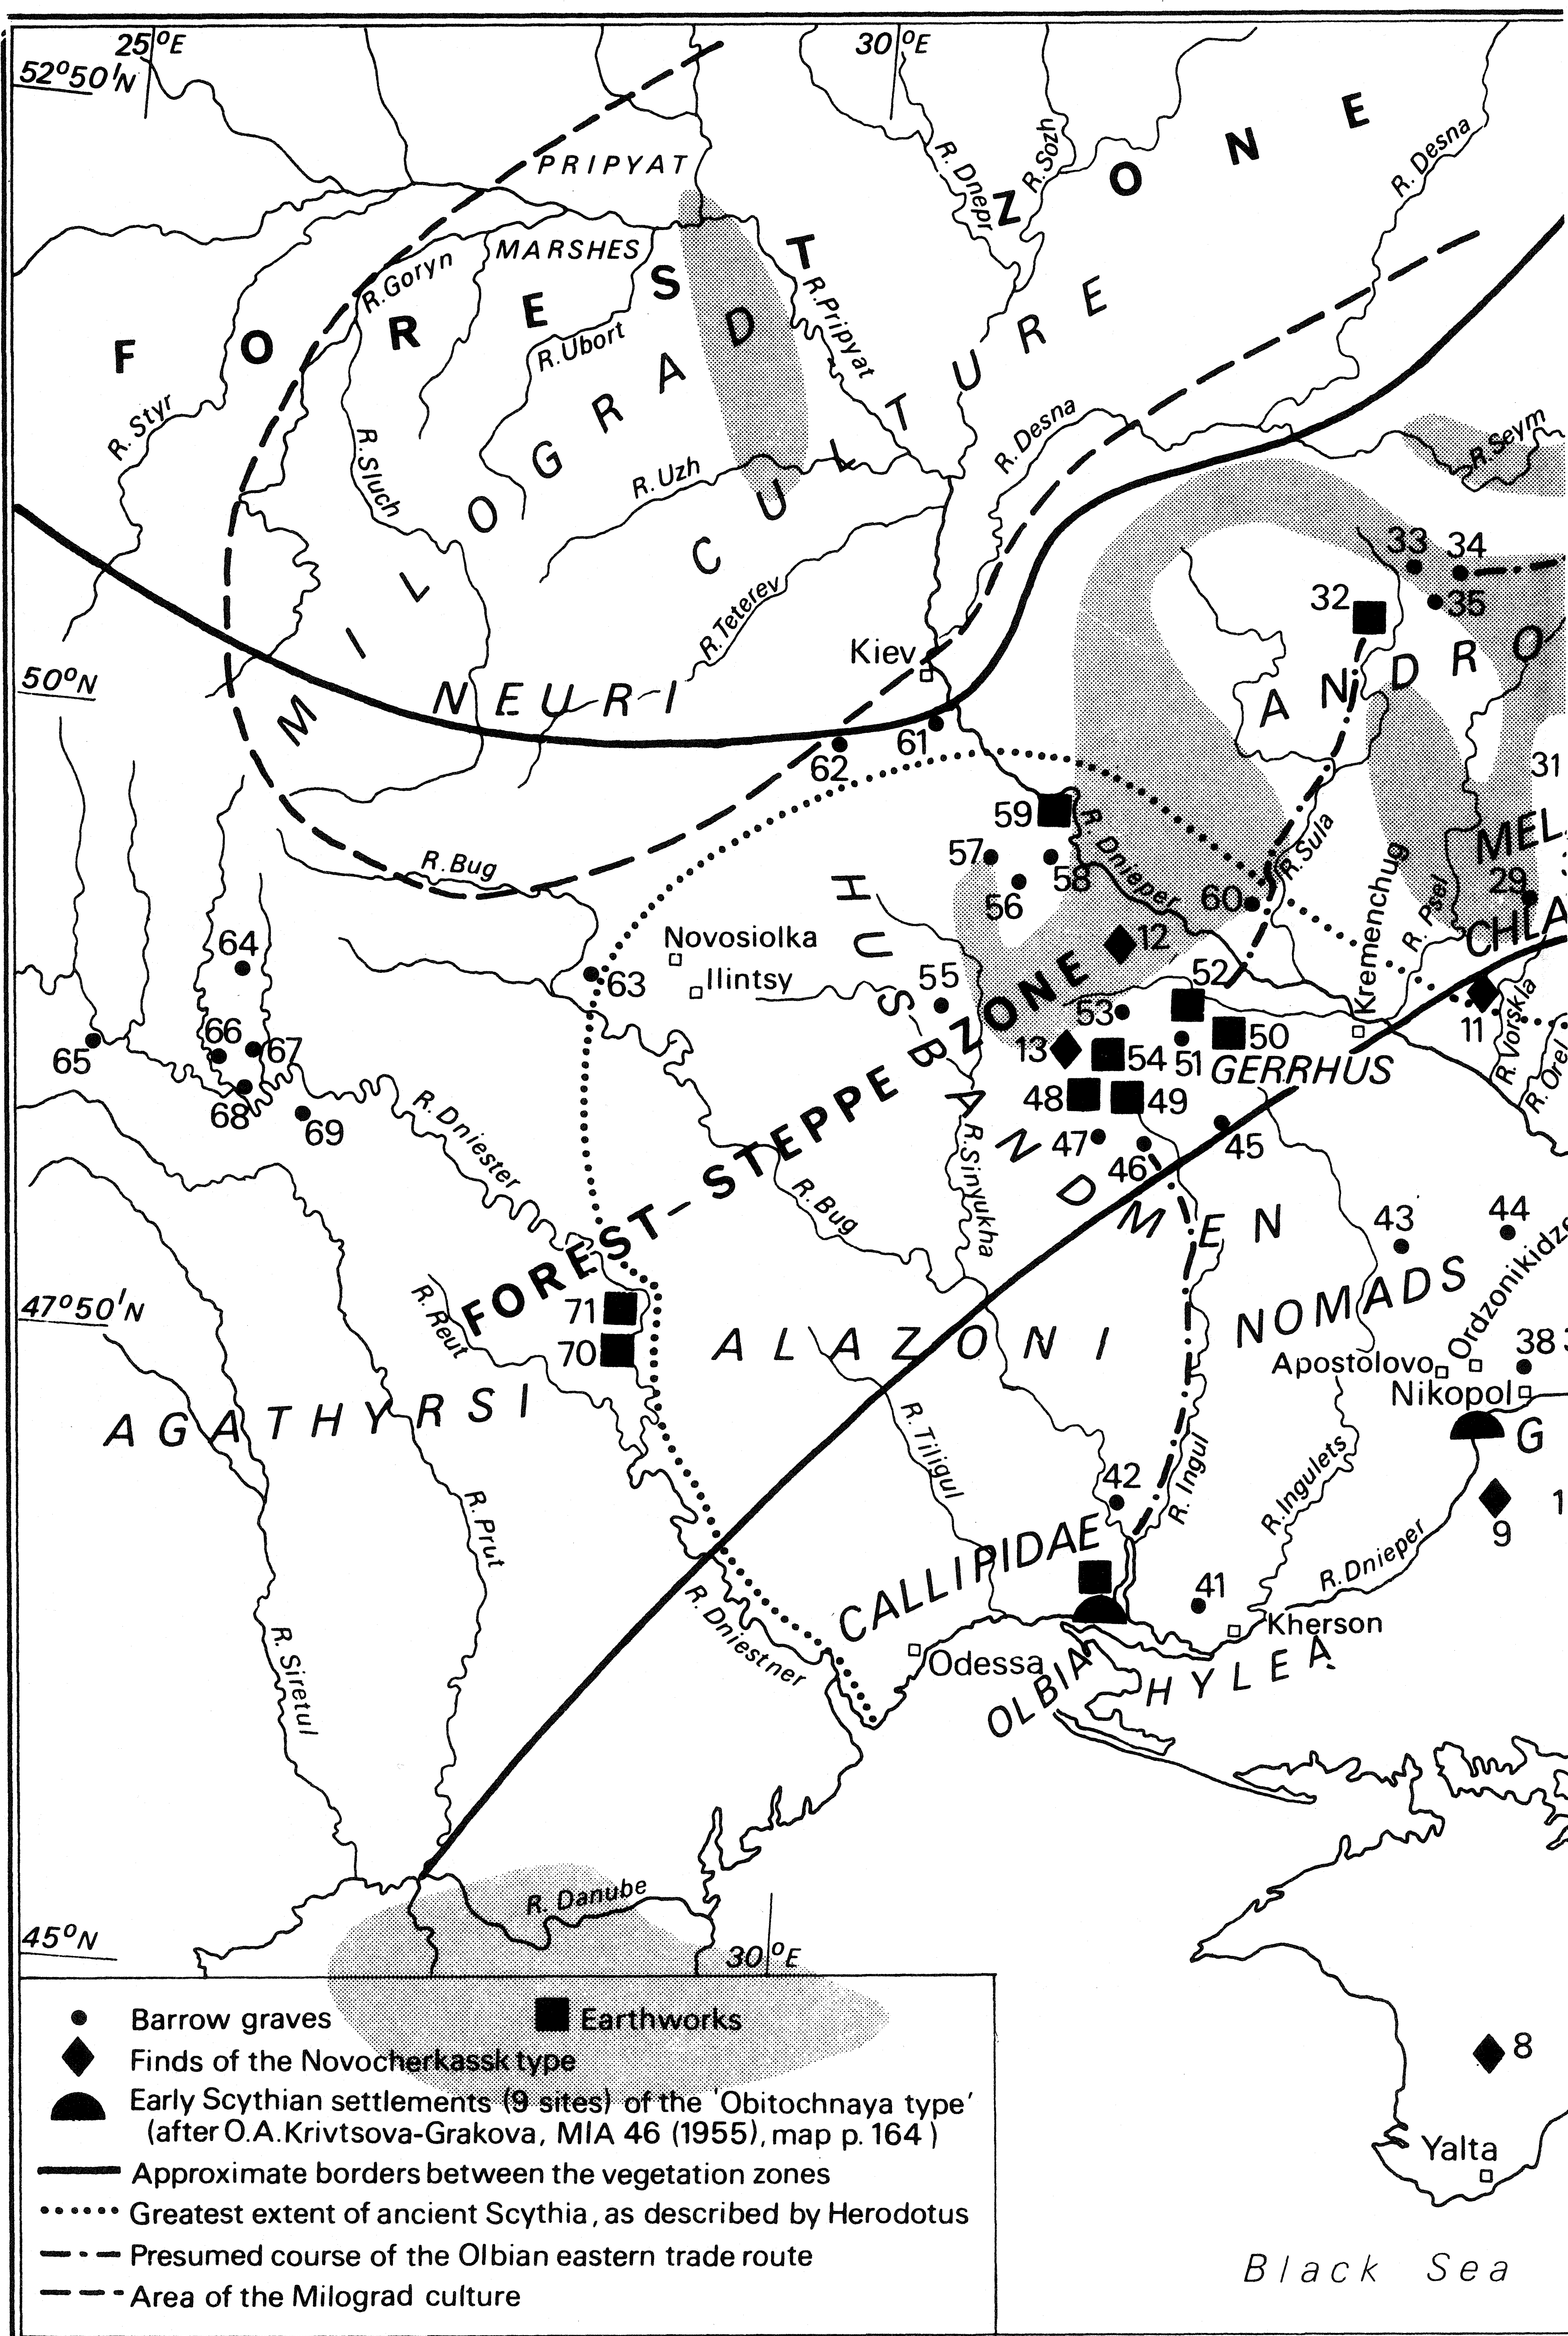 25°E
30°E
52°50'N
FOREST ZONE
PRIPYAT
MARSHES
R. Dnepr
R. Sozh
R. Desna
R. Goryn
R. Ubort
R. Pripyat
R. Styr
R. Sluch
R. Uzh
R. Desna
R. Seym
MILOGRAD CULTURE
R. Teterev
33
34
35
32
Kiev
ANDRO
50°N
NEURI
61
62
31
59
R. Dnieper
R. Sula
MEL
57
58
56
R. Bug
60
Kremenchug
R. Psel
29
CHLA
HUSBANDMEN
12
64
Novosiolka
Ilintsy
63
55
52
53
11
R. Vorskla
R. Orel
66
67
65
13
54
51
50
GERRHUS
68
69
48
49
R. Dniester
47
46
45
R. Sinyukha
FOREST-STEPPE ZONE
R. Bug
43
44
NOMADS
Ordzonikidze
47°50'N
R. Reut
71
70
ALAZONI
Apostolovo
38
Nikopol
AGATHYRSI
G
R. Tiligul
R. Ingul
R. Ingulets
42
9
1
R. Prut
CALLIPIDAE
41
R. Dnieper
Kherson
R. Siretul
R. Dniestner
Odessa
OLBIA
HYLEA
R. Danube
45°N
30°E
8
Yalta
Black Sea
Barrow graves
Earthworks
Finds of the Novocherkassk type
Early Scythian settlements (9 sites) of the 'Obitochnaya type'
(after O.A.Krivtsova-Grakova, MIA 46 (1955), map p. 164)
Approximate borders between the vegetation zones
Greatest extent of ancient Scythia, as described by Herodotus
Presumed course of the Olbian eastern trade route
Area of the Milograd culture